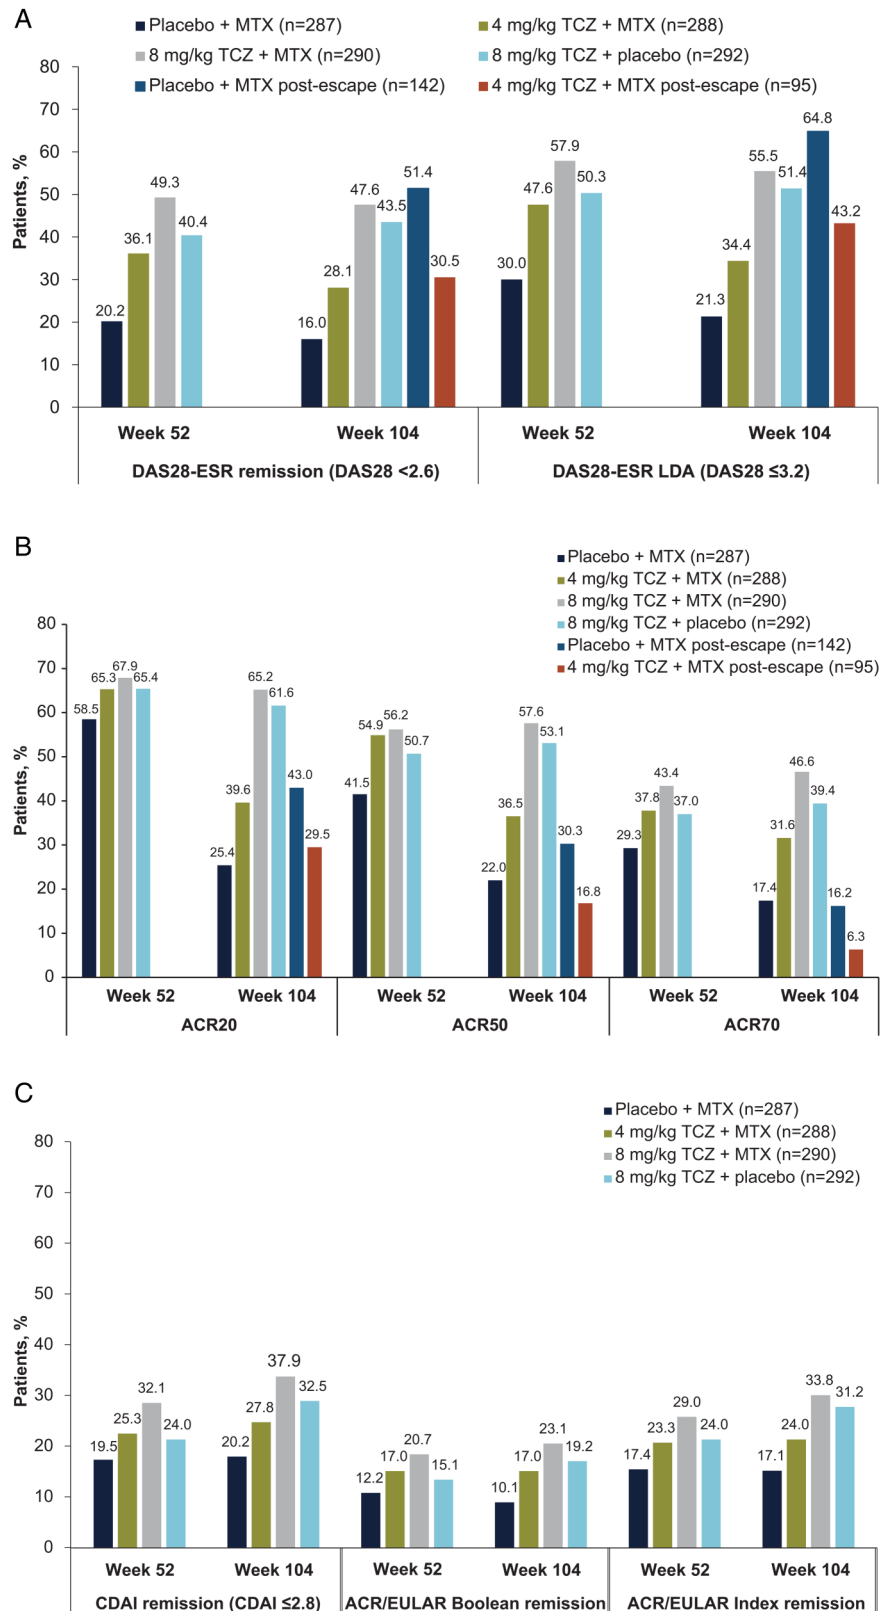 A
Placebo + MTX (n=287)
4 mg/kg TCZ + MTX (n=288)
8 mg/kg TCZ + MTX (n=290)
8 mg/kg TCZ + placebo (n=292)
Placebo + MTX post-escape (n=142)
4 mg/kg TCZ + MTX post-escape (n=95)
Patients, %
80
70
60
50
40
30
20
10
0
20.2
36.1
49.3
40.4
16.0
28.1
47.6
43.5
51.4
30.5
30.0
47.6
57.9
50.3
21.3
34.4
55.5
51.4
64.8
43.2
Week 52
Week 104
Week 52
Week 104
DAS28-ESR remission (DAS28 <2.6)
DAS28-ESR LDA (DAS28 ≤3.2)
B
Placebo + MTX (n=287)
4 mg/kg TCZ + MTX (n=288)
8 mg/kg TCZ + MTX (n=290)
8 mg/kg TCZ + placebo (n=292)
Placebo + MTX post-escape (n=142)
4 mg/kg TCZ + MTX post-escape (n=95)
Patients, %
80
70
60
50
40
30
20
10
0
58.5
65.3
67.9
65.4
25.4
39.6
65.2
61.6
43.0
29.5
41.5
54.9
56.2
50.7
22.0
36.5
57.6
53.1
30.3
16.8
29.3
37.8
43.4
37.0
17.4
31.6
46.6
39.4
16.2
6.3
Week 52
Week 104
Week 52
Week 104
Week 52
Week 104
ACR20
ACR50
ACR70
C
Placebo + MTX (n=287)
4 mg/kg TCZ + MTX (n=288)
8 mg/kg TCZ + MTX (n=290)
8 mg/kg TCZ + placebo (n=292)
Patients, %
80
70
60
50
40
30
20
10
0
19.5
25.3
32.1
24.0
20.2
27.8
37.9
32.5
12.2
17.0
20.7
15.1
10.1
17.0
23.1
19.2
17.4
23.3
29.0
24.0
17.1
24.0
33.8
31.2
Week 52
Week 104
Week 52
Week 104
Week 52
Week 104
CDAI remission (CDAI ≤2.8)
ACR/EULAR Boolean remission
ACR/EULAR Index remission